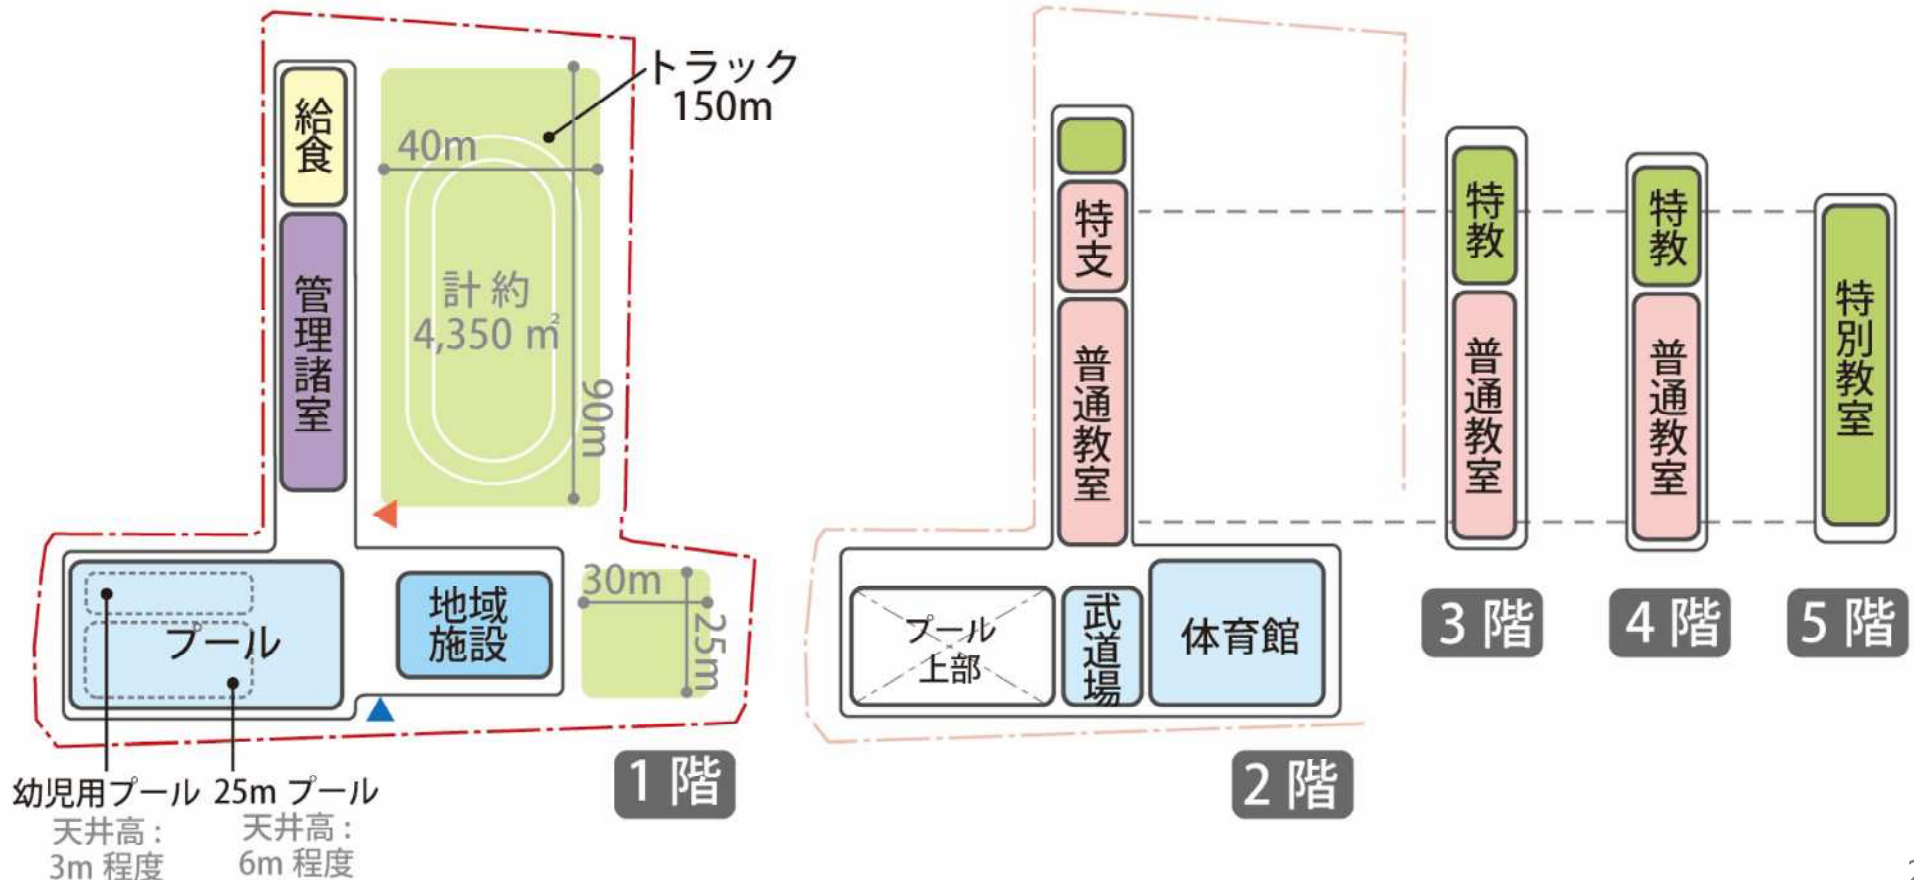 トラック
150m
給食
40m
管理諸室
計 約
4,350 ㎡
90m
プール
地域
施設
30m
25m
幼児用プール
天井高：
3m 程度
25m プール
天井高：
6m 程度
1 階
特支
普通教室
プール
上部
武道場
体育館
2 階
特教
普通教室
3 階
特教
普通教室
4 階
特別教室
5 階